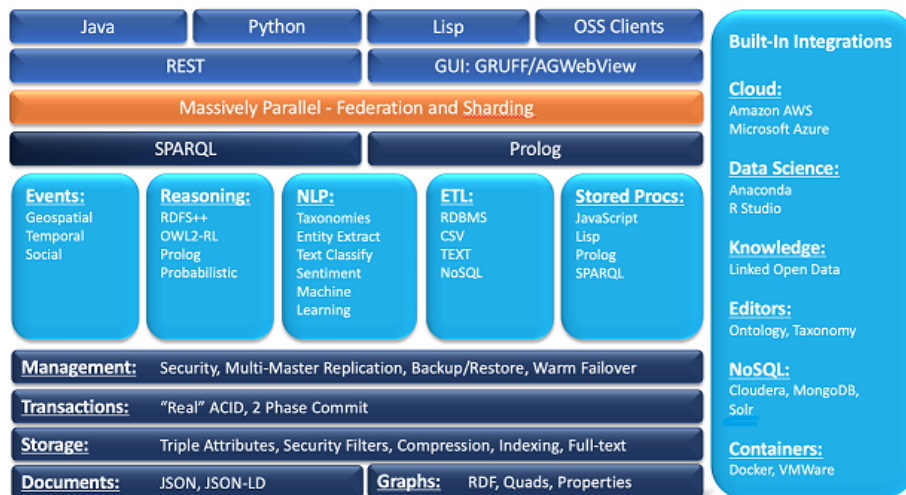 Java
Python
Lisp
OSS Clients
REST
GUI: GRUFF/AGWebView
Massively Parallel - Federation and Sharding
SPARQL
Prolog
Events:
Geospatial
Temporal
Social
Reasoning:
RDFS++
OWL2-RL
Prolog
Probabilistic
NLP:
Taxonomies
Entity Extract
Text Classify
Sentiment
Machine
Learning
ETL:
RDBMS
CSV
TEXT
NoSQL
Stored Procs:
JavaScript
Lisp
Prolog
SPARQL
Management: Security, Multi-Master Replication, Backup/Restore, Warm Failover
Transactions: “Real” ACID, 2 Phase Commit
Storage: Triple Attributes, Security Filters, Compression, Indexing, Full-text
Documents: JSON, JSON-LD
Graphs: RDF, Quads, Properties
Built-In Integrations
Cloud:
Amazon AWS
Microsoft Azure
Data Science:
Anaconda
R Studio
Knowledge:
Linked Open Data
Editors:
Ontology, Taxonomy
NoSQL:
Cloudera, MongoDB,
Solr
Containers:
Docker, VMWare